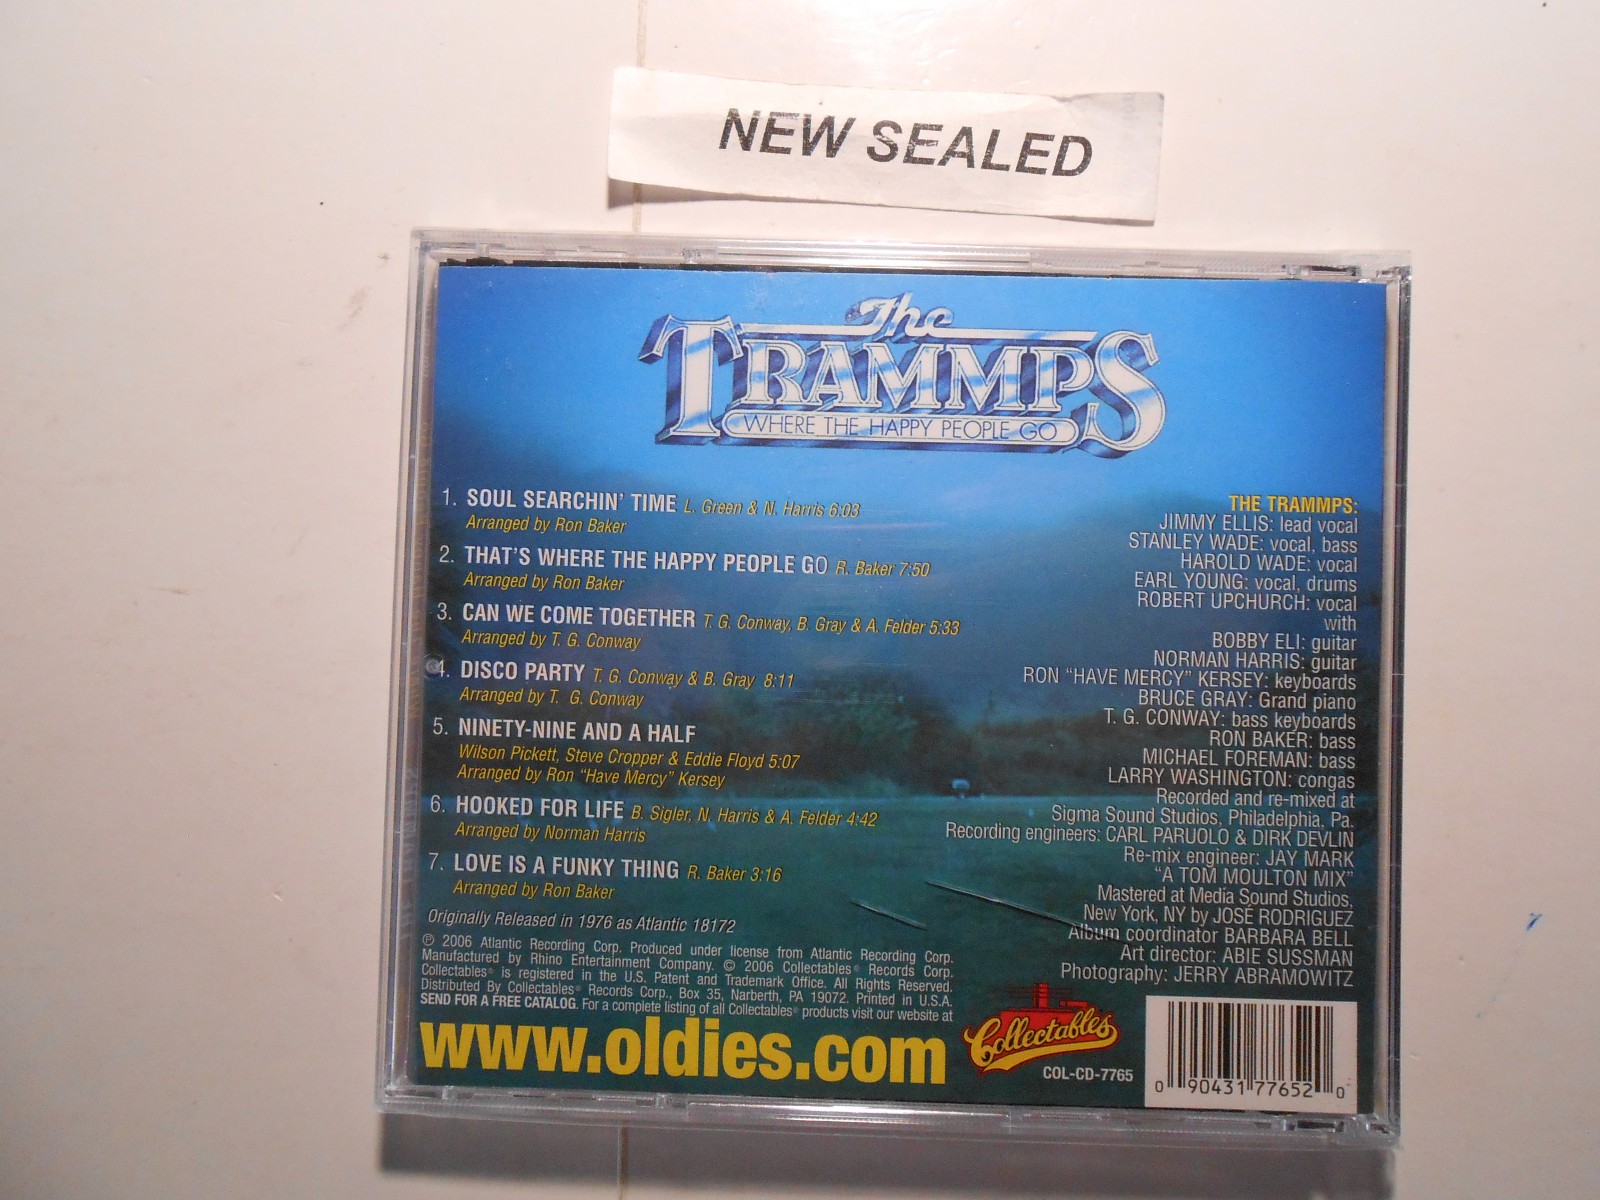 NEW SEALED
The
TRAMMPS
WHERE THE HAPPY PEOPLE GO
1. SOUL SEARCHIN' TIME L. Green & N. Harris 6:03
Arranged by Ron Baker
2. THAT'S WHERE THE HAPPY PEOPLE GO R. Baker 7:50
Arranged by Ron Baker
3. CAN WE COME TOGETHER T. G. Conway, B. Gray & A. Felder 5:33
Arranged by T. G. Conway
4. DISCO PARTY T. G. Conway & B. Gray 8:11
Arranged by T. G. Conway
5. NINETY-NINE AND A HALF
Wilson Pickett, Steve Cropper & Eddie Floyd 5:07
Arranged by Ron "Have Mercy" Kersey
6. HOOKED FOR LIFE B. Sigler, N. Harris & A. Felder 4:42
Arranged by Norman Harris
7. LOVE IS A FUNKY THING R. Baker 3:16
Arranged by Ron Baker
Originally Released in 1976 as Atlantic 18172
℗ 2006 Atlantic Recording Corp. Produced under license from Atlantic Recording Corp.
Manufactured by Rhino Entertainment Company. © 2006 Collectables® Records Corp.
Collectables® is registered in the U.S. Patent and Trademark Office. All Rights Reserved.
Distributed By Collectables® Records Corp., Box 35, Narberth, PA 19072. Printed in U.S.A.
SEND FOR A FREE CATALOG. For a complete listing of all Collectables® products visit our website at
www.oldies.com
THE TRAMMPS:
JIMMY ELLIS: lead vocal
STANLEY WADE: vocal, bass
HAROLD WADE: vocal
EARL YOUNG: vocal, drums
ROBERT UPCHURCH: vocal
with
BOBBY ELI: guitar
NORMAN HARRIS: guitar
RON "HAVE MERCY" KERSEY: keyboards
BRUCE GRAY: Grand piano
T. G. CONWAY: bass keyboards
RON BAKER: bass
MICHAEL FOREMAN: bass
LARRY WASHINGTON: congas
Recorded and re-mixed at
Sigma Sound Studios, Philadelphia, Pa.
Recording engineers: CARL PARUOLO & DIRK DEVLIN
Re-mix engineer: JAY MARK
"A TOM MOULTON MIX"
Mastered at Media Sound Studios,
New York, NY by JOSÉ RODRIGUEZ
Album coordinator BARBARA BELL
Art director: ABIE SUSSMAN
Photography: JERRY ABRAMOWITZ
Collectables
COL-CD-7765
0 90431 77652 0